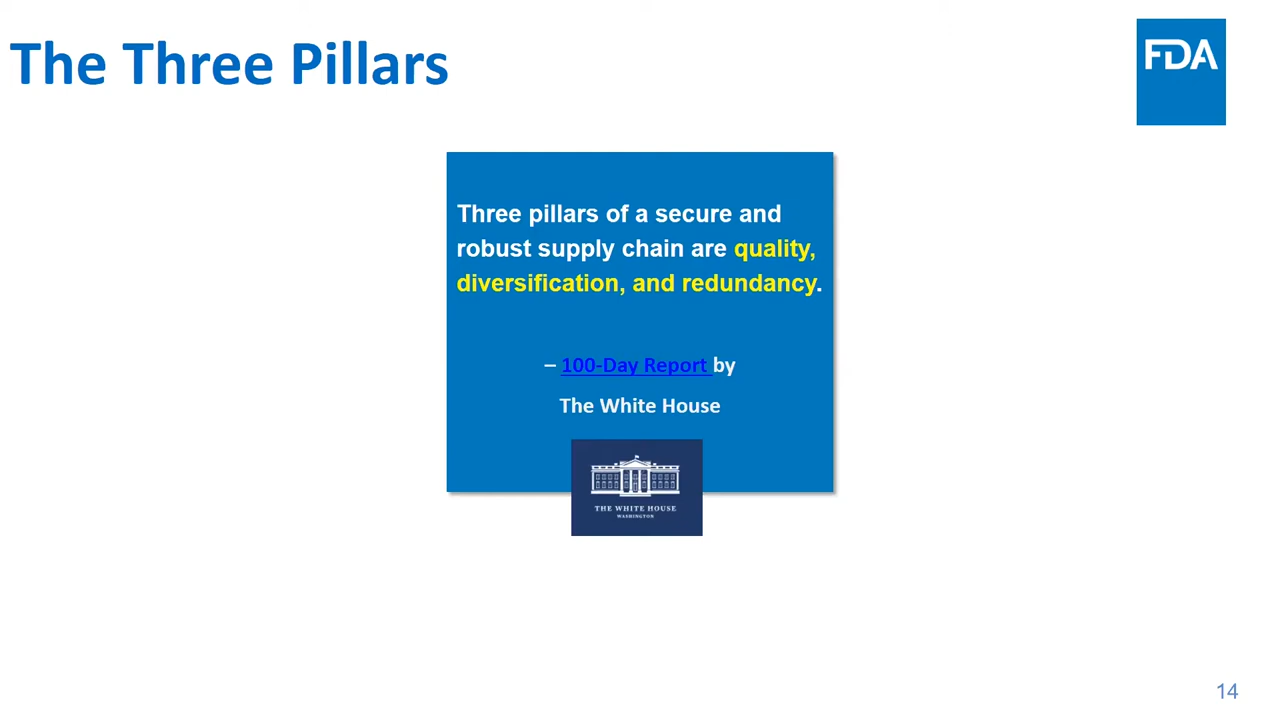 The Three Pillars
FDA
Three pillars of a secure and
robust supply chain are quality,
diversification, and redundancy.
– 100-Day Report by
The White House
THE WHITE HOUSE
WASHINGTON
14